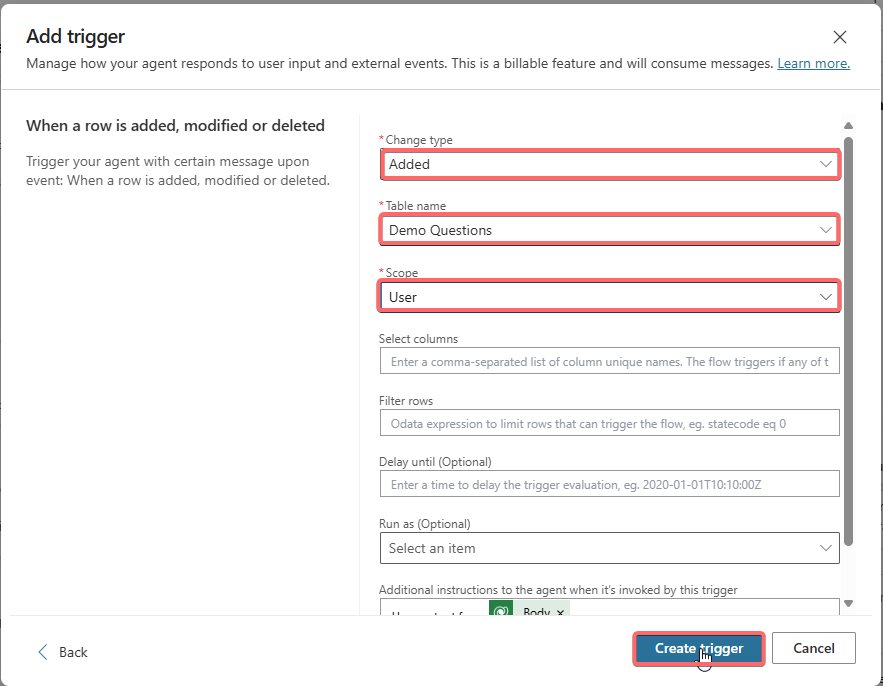 Add trigger
Manage how your agent responds to user input and external events. This is a billable feature and will consume messages. Learn more.
When a row is added, modified or deleted
Trigger your agent with certain message upon
event: When a row is added, modified or deleted.
* Change type
Added
* Table name
Demo Questions
* Scope
User
Select columns
Enter a comma-separated list of column unique names. The flow triggers if any of t
Filter rows
Odata expression to limit rows that can trigger the flow, eg. statecode eq 0
Delay until (Optional)
Enter a time to delay the trigger evaluation, eg. 2020-01-01T10:10:00Z
Run as (Optional)
Select an item
Additional instructions to the agent when it's invoked by this trigger
Body
Back
Create trigger
Cancel